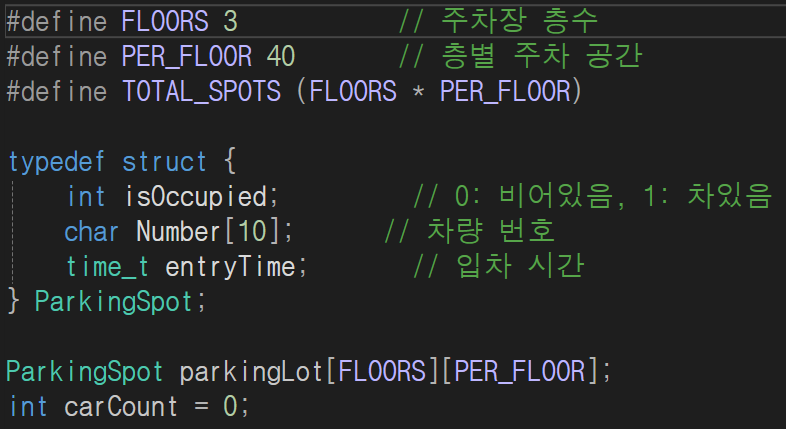 #define FLOORS 3 // 주차장 층수
#define PER_FLOOR 40 // 층별 주차 공간
#define TOTAL_SPOTS (FLOORS * PER_FLOOR)
typedef struct {
int isOccupied; // 0: 비어있음, 1: 차있음
char Number[10]; // 차량 번호
time_t entryTime; // 입차 시간
} ParkingSpot;
ParkingSpot parkingLot[FLOORS][PER_FLOOR];
int carCount = 0;